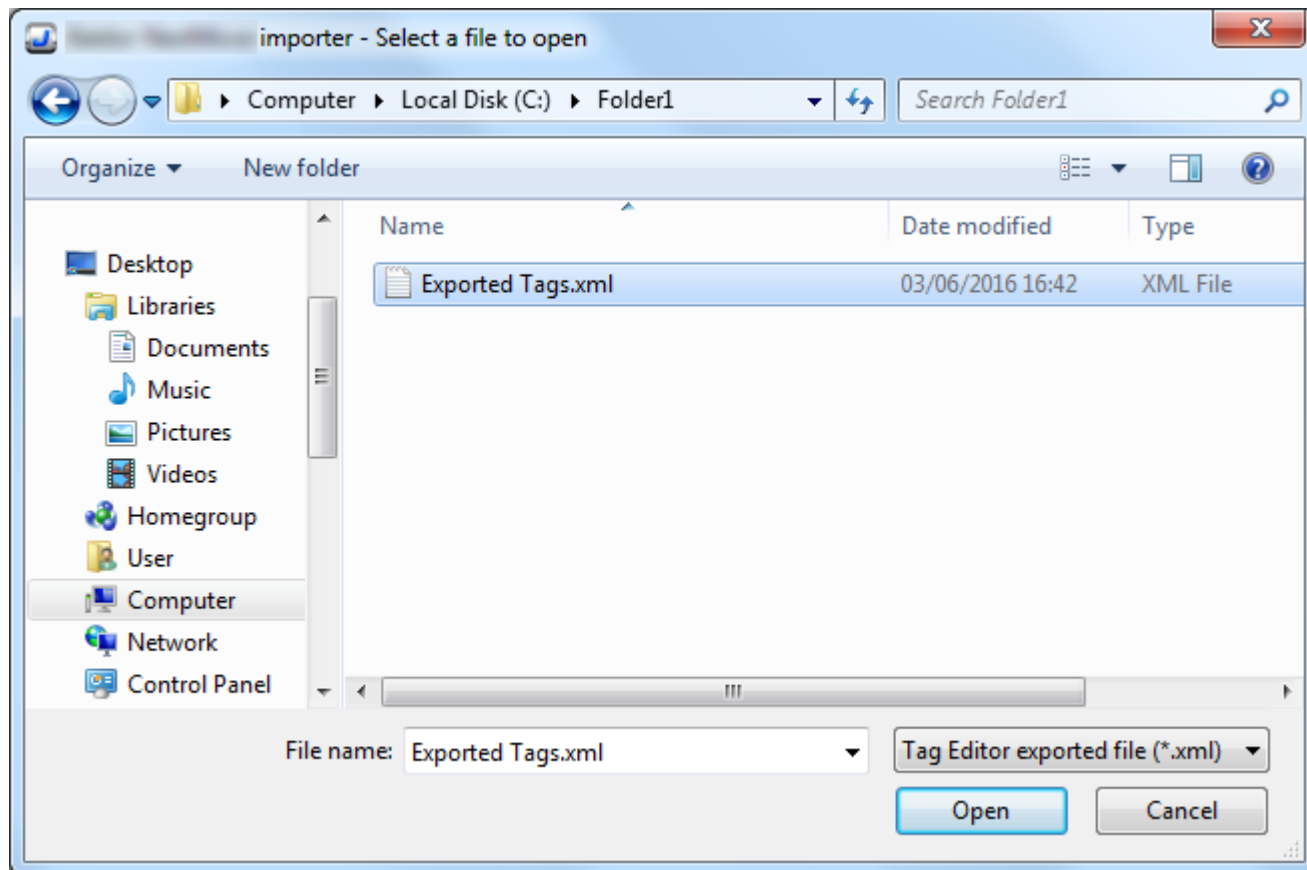 importer - Select a file to open
Computer Local Disk (C:) Folder1
Search Folder1
Organize New folder
Name Date modified Type
Exported Tags.xml 03/06/2016 16:42 XML File
Desktop
Libraries
Documents
Music
Pictures
Videos
Homegroup
User
Computer
Network
Control Panel
File name: Exported Tags.xml Tag Editor exported file (*.xml)
Open Cancel